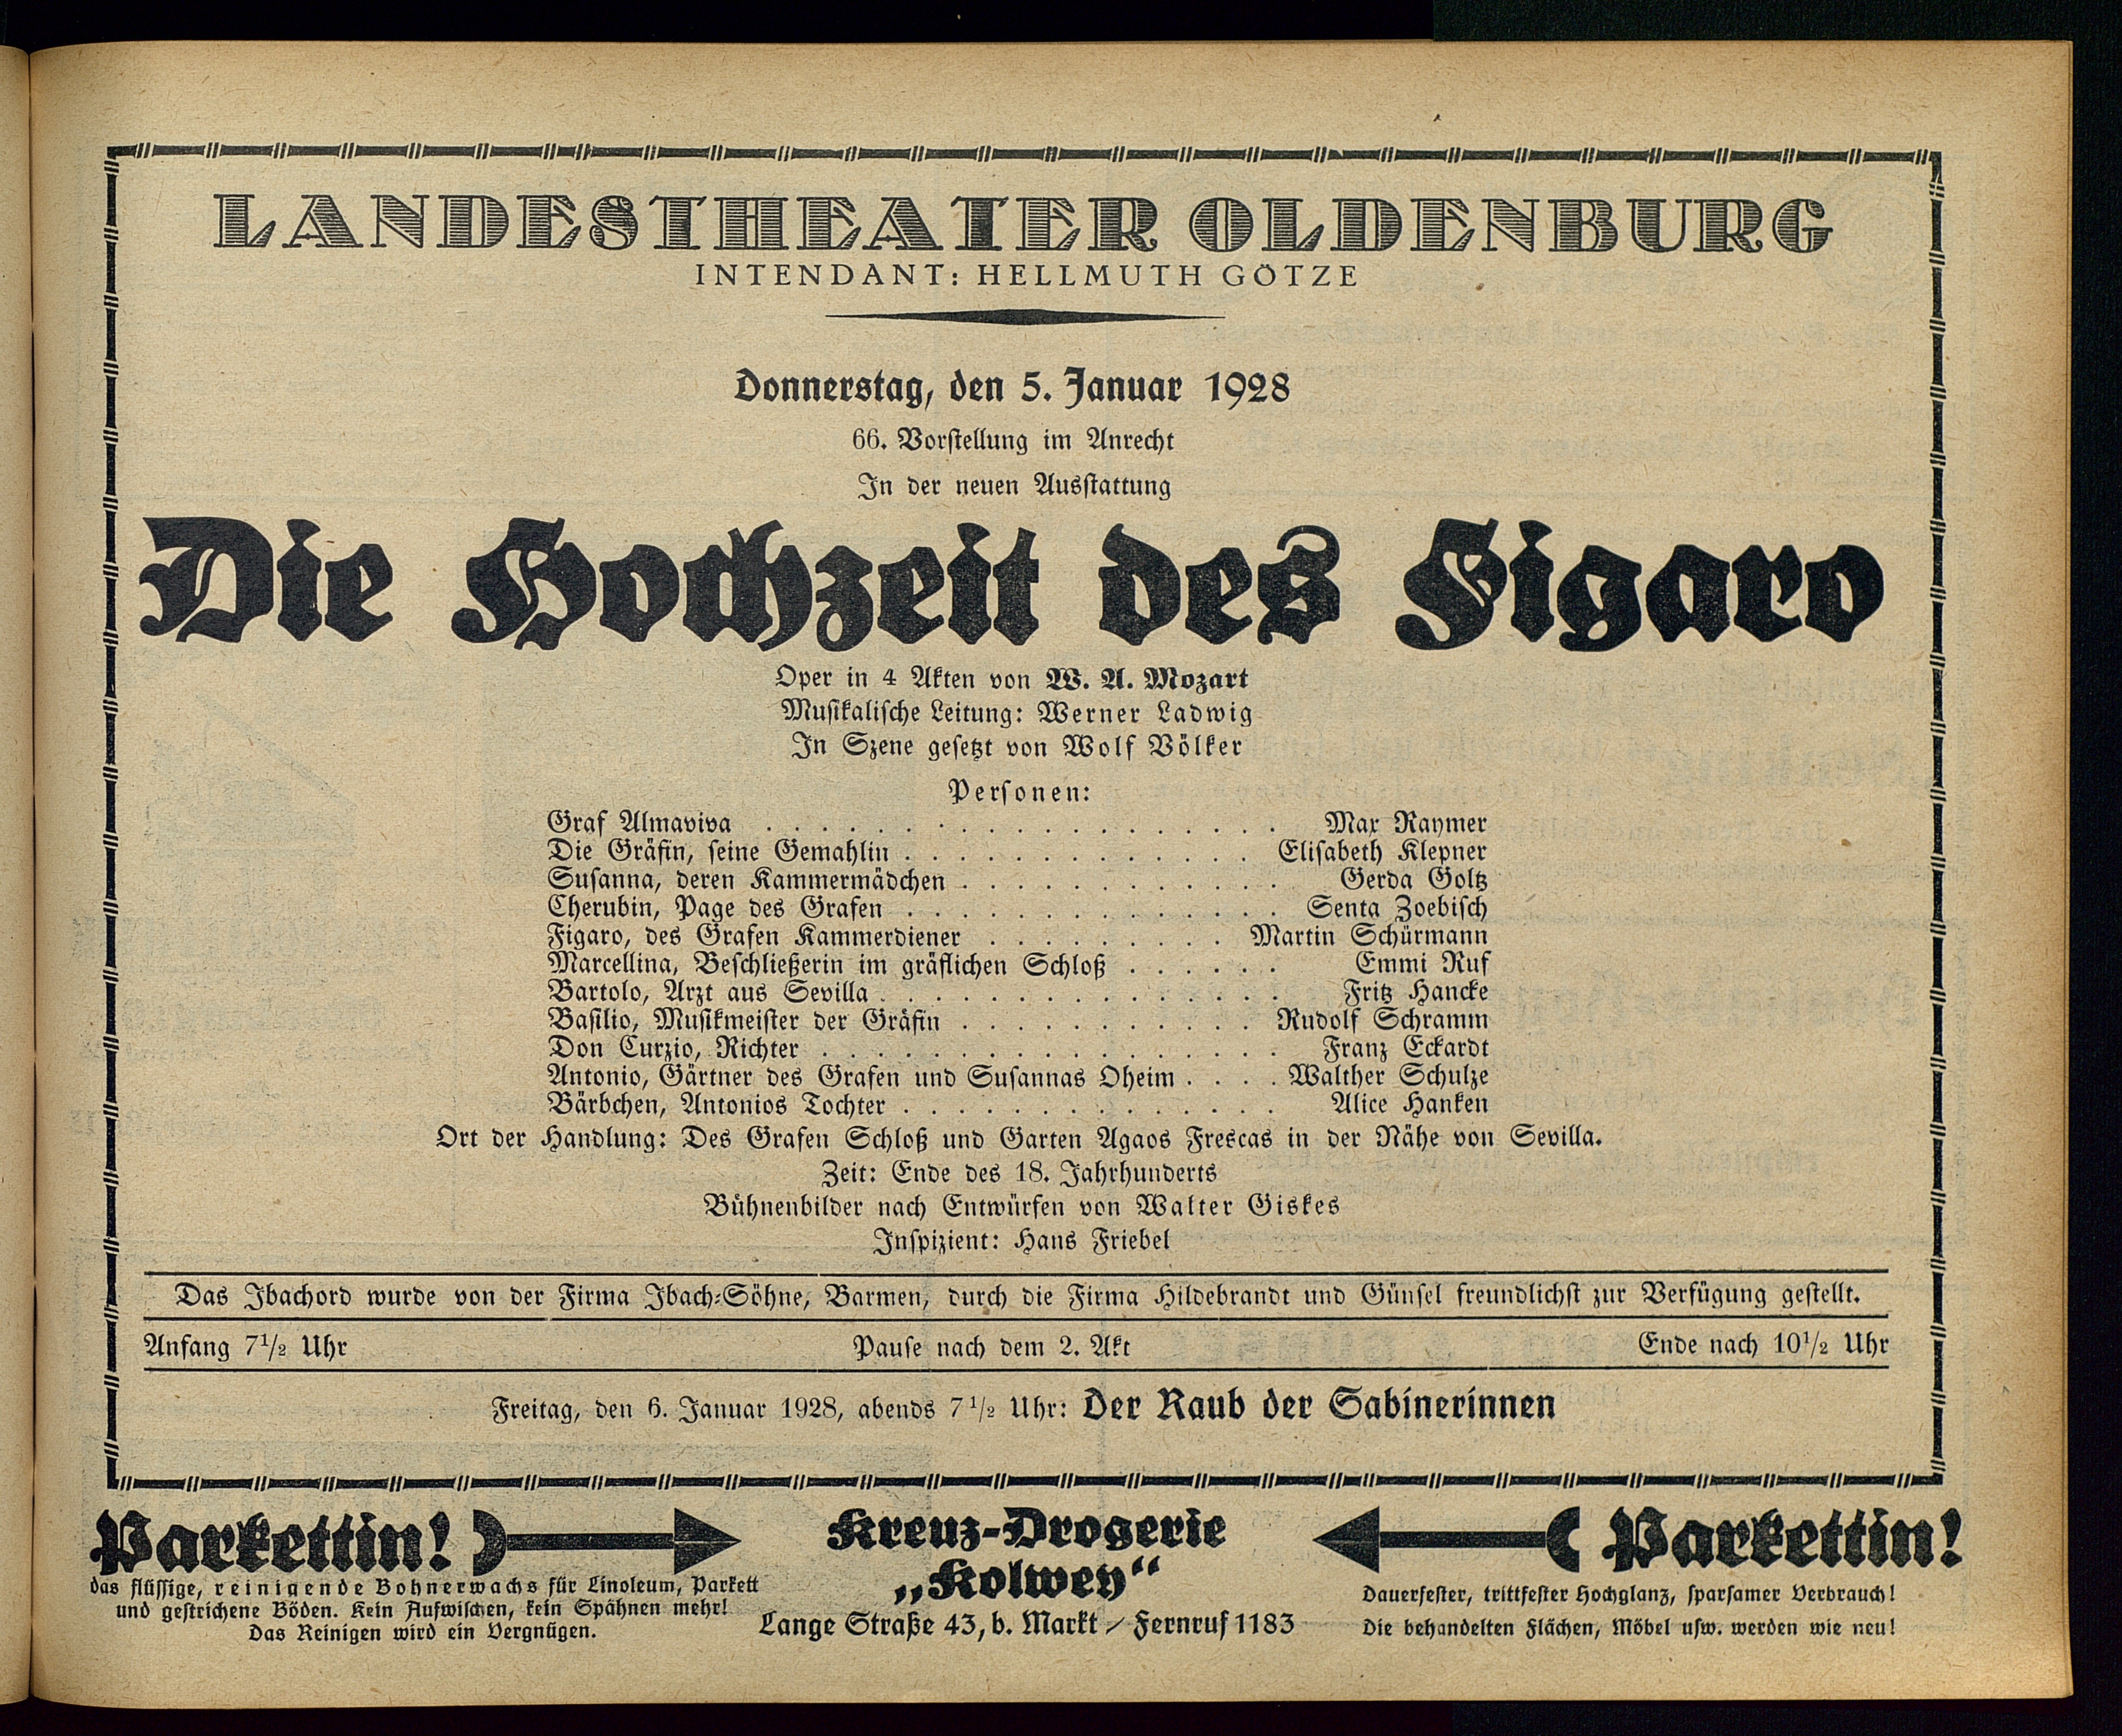 LANDESTHEATER OLDENBURG
INTENDANT: HELLMUTH GÖTZE
Donnerstag, den 5. Januar 1928
66. Vorstellung im Anrecht
In der neuen Ausstattung
Die Hochzeit des Figaro
Oper in 4 Akten von W. A. Mozart
Musikalische Leitung: Werner Ladwig
In Szene gesetzt von Wolf Völker
Personen:
Graf Almaviva . . . . . . . . . . . . . . . . . . . Max Raymer
Die Gräfin, seine Gemahlin . . . . . . . . . . . . . Elisabeth Klepner
Susanna, deren Kammermädchen . . . . . . . . . . . . Gerda Goltz
Cherubin, Page des Grafen . . . . . . . . . . . . . . Senta Zoebisch
Figaro, des Grafen Kammerdiener . . . . . . . . . Martin Schürmann
Marcellina, Beschließerin im gräflichen Schloß . . . . . . Emmi Ruf
Bartolo, Arzt aus Sevilla . . . . . . . . . . . . . . . Fritz Hancke
Basilio, Musikmeister der Gräfin . . . . . . . . . . . Rudolf Schramm
Don Curzio, Richter . . . . . . . . . . . . . . . . . Franz Eckardt
Antonio, Gärtner des Grafen und Susannas Oheim . . . . Walther Schulze
Bärbchen, Antonios Tochter . . . . . . . . . . . . . . Alice Hanken
Ort der Handlung: Des Grafen Schloß und Garten Agaos Frescas in der Nähe von Sevilla.
Zeit: Ende des 18. Jahrhunderts
Bühnenbilder nach Entwürfen von Walter Giskes
Inspizient: Hans Friebel
Das Ibachord wurde von der Firma Ibach-Söhne, Barmen, durch die Firma Hildebrandt und Günsel freundlichst zur Verfügung gestellt.
Anfang 7½ Uhr Pause nach dem 2. Akt Ende nach 10½ Uhr
Freitag, den 6. Januar 1928, abends 7½ Uhr: Der Raub der Sabinerinnen
Parkettin!
das flüssige, reinigende Bohnerwachs für Linoleum, Parkett
und gestrichene Böden. Kein Aufwischen, kein Spähnen mehr!
Das Reinigen wird ein Vergnügen.
Kreuz-Drogerie
„Kolwey“
Lange Straße 43, b. Markt / Fernruf 1183
Parkettin!
Dauerfester, trittfester Hochglanz, sparsamer Verbrauch!
Die behandelten Flächen, Möbel usw. werden wie neu!